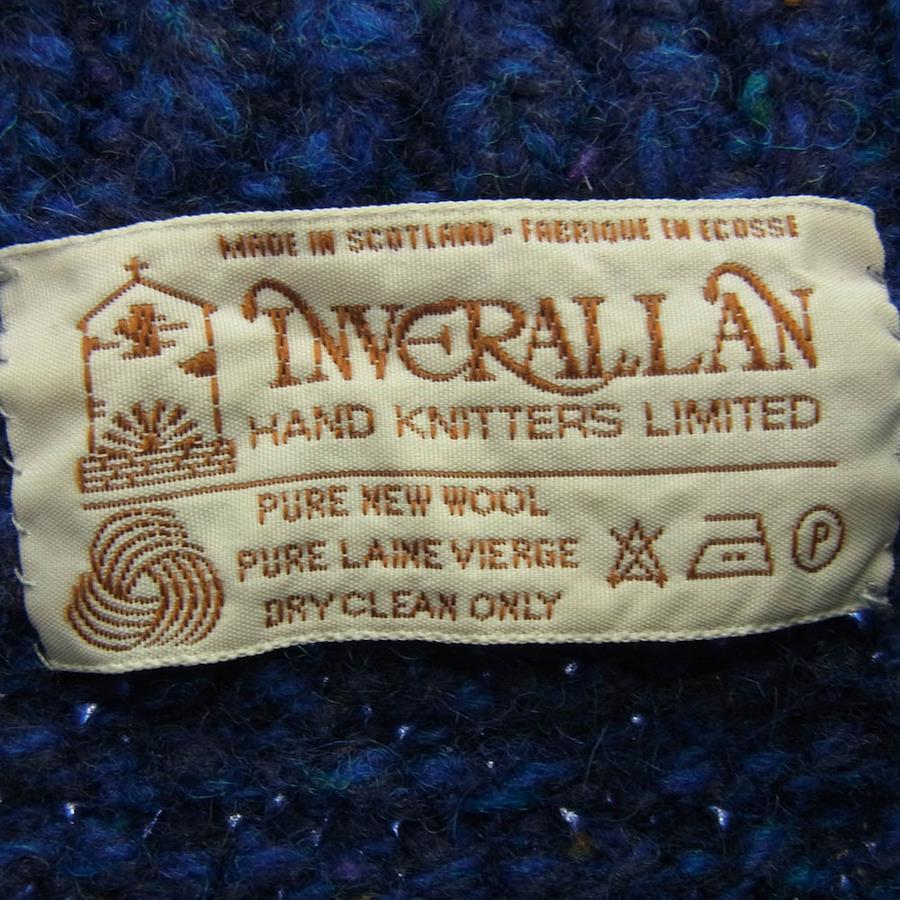 MADE IN SCOTLAND - FABRIQUE EN ECOSSE
INVERALLAN
HAND KNITTERS LIMITED
PURE NEW WOOL
PURE LAINE VIERGE
DRY CLEAN ONLY
P